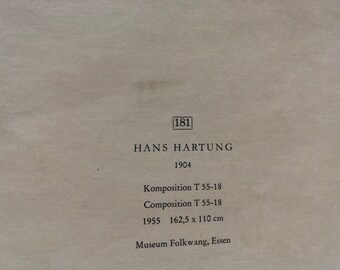 181
HANS HARTUNG
1904
Komposition T 55-18
Composition T 55-18
1955 162,5 x 110 cm
Museum Folkwang, Essen